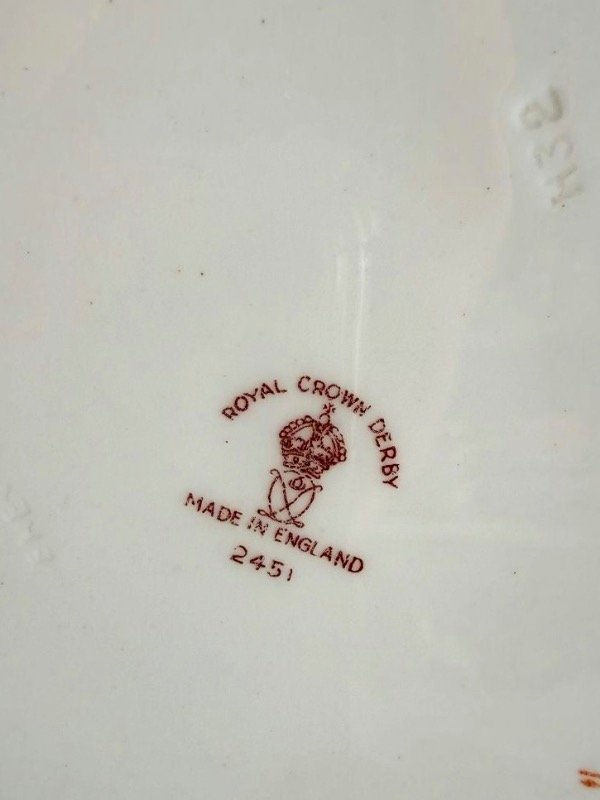 ROYAL CROWN DERBY
MADE IN ENGLAND
2451